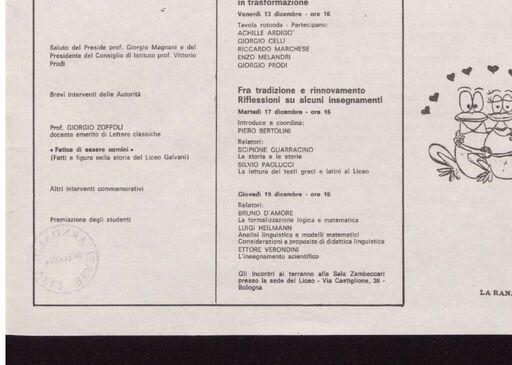 Saluto del Preside prof. Giorgio Magnani e del
Presidente del Consiglio di Istituto prof. Vittorio
Prodi
Brevi interventi delle Autorità
Prof. GIORGIO ZOFFOLI
docente emerito di Lettere classiche
« Fatica di essere uomini »
(Fatti e figure nella storia del Liceo Galvani)
Altri interventi commemorativi
Premiazione degli studenti
in trasformazione
Venerdì 13 dicembre - ore 16
Tavola rotonda - Partecipano:
ACHILLE ARDIGO'
GIORGIO CELLI
RICCARDO MARCHESE
ENZO MELANDRI
GIORGIO PRODI
Fra tradizione e rinnovamento
Riflessioni su alcuni insegnamenti
Martedì 17 dicembre - ore 16
Introduce e coordina:
PIERO BERTOLINI
Relatori:
SCIPIONE GUARRACINO
La storia e le storie
SILVIO PAOLUCCI
La lettura dei testi greci e latini al Liceo
Giovedì 19 dicembre - ore 16
Relatori:
BRUNO D'AMORE
La formalizzazione logica e matematica
LUIGI HEILMANN
Analisi linguistica e modelli matematici
Considerazioni a proposito di didattica linguistica
ETTORE VERONDINI
L'insegnamento scientifico
Gli incontri si terranno alla Sala Zambeccari
presso la sede del Liceo - Via Castiglione, 38 -
Bologna
LA RANA